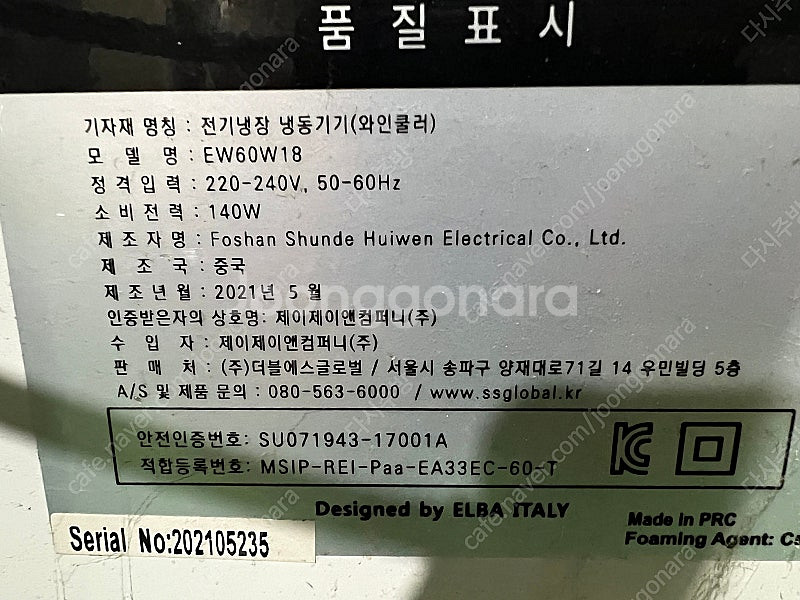 품 질 표 시
기자재 명칭 : 전기냉장 냉동기기(와인쿨러)
모 델 명 : EW60W18
정 격 입 력 : 220-240V, 50-60Hz
소 비 전 력 : 140W
제 조 자 명 : Foshan Shunde Huiwen Electrical Co., Ltd.
제 조 국 : 중국
제 조 년 월 : 2021년 5 월
joonggonara
인증받은자의 상호명: 제이제이앤컴퍼니(주)
수 입 자 : 제이제이앤컴퍼니(주)
판 매 처 : (주)더블에스글로벌 / 서울시 송파구 양재대로71길 14 우민빌딩 5층
A/S 및 제품 문의 : 080-563-6000 / www.ssglobal.kr
안전인증번호: SU071943-17001A
적합등록번호: MSIP-REI-Paa-EA33EC-60-T
Designed by ELBA ITALY
Made in PRC
Foaming Agent:
Serial No:202105235